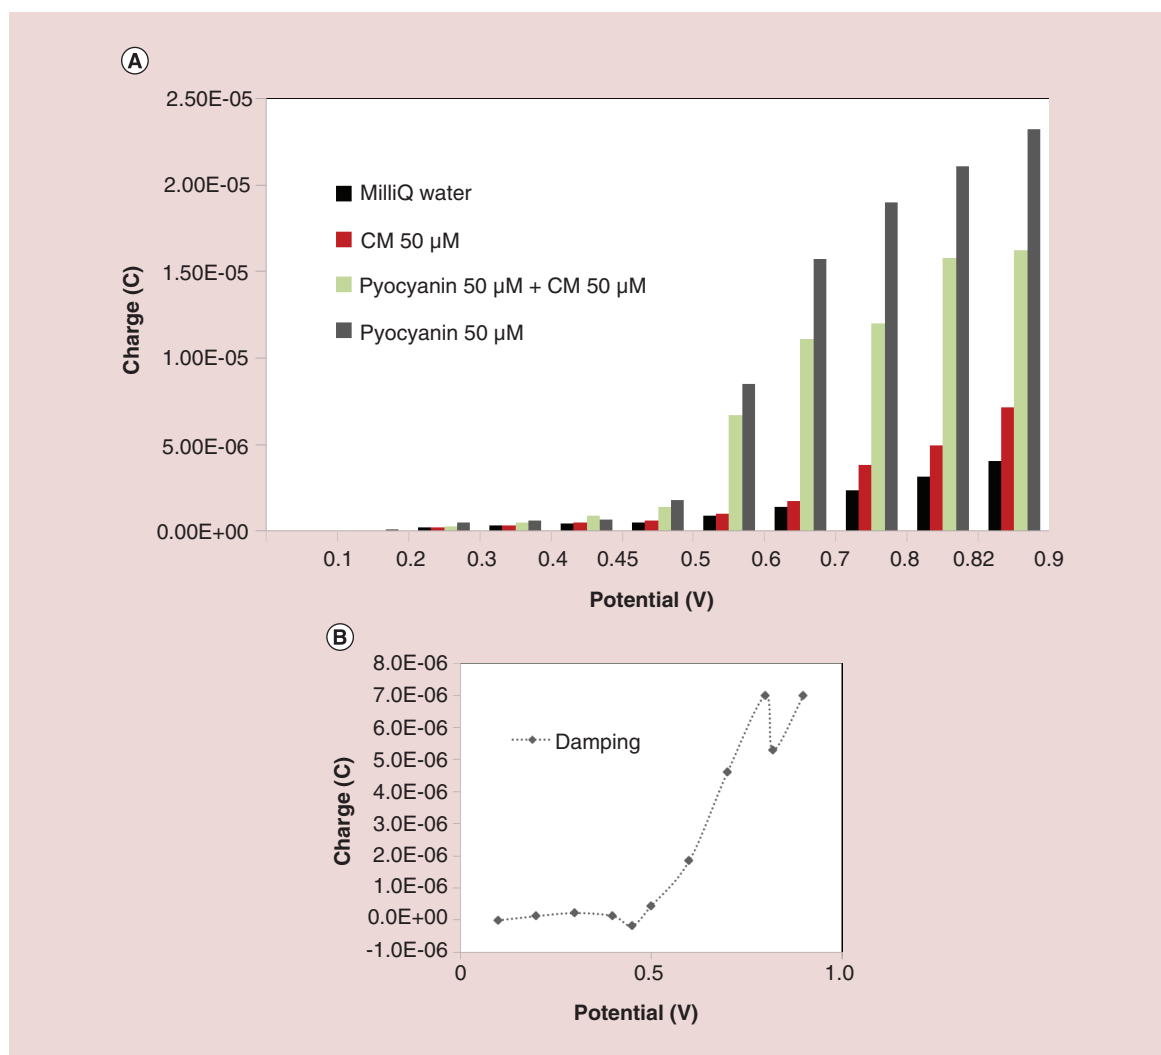 A
2.50E-05
2.00E-05
1.50E-05
1.00E-05
5.00E-06
0.00E+00
Charge (C)
MilliQ water
CM 50 µM
Pyocyanin 50 µM + CM 50 µM
Pyocyanin 50 µM
0.1 0.2 0.3 0.4 0.45 0.5 0.6 0.7 0.8 0.82 0.9
Potential (V)
B
8.0E-06
7.0E-06
6.0E-06
5.0E-06
4.0E-06
3.0E-06
2.0E-06
1.0E-06
0.0E+00
-1.0E-06
Charge (C)
Damping
0 0.5 1.0
Potential (V)